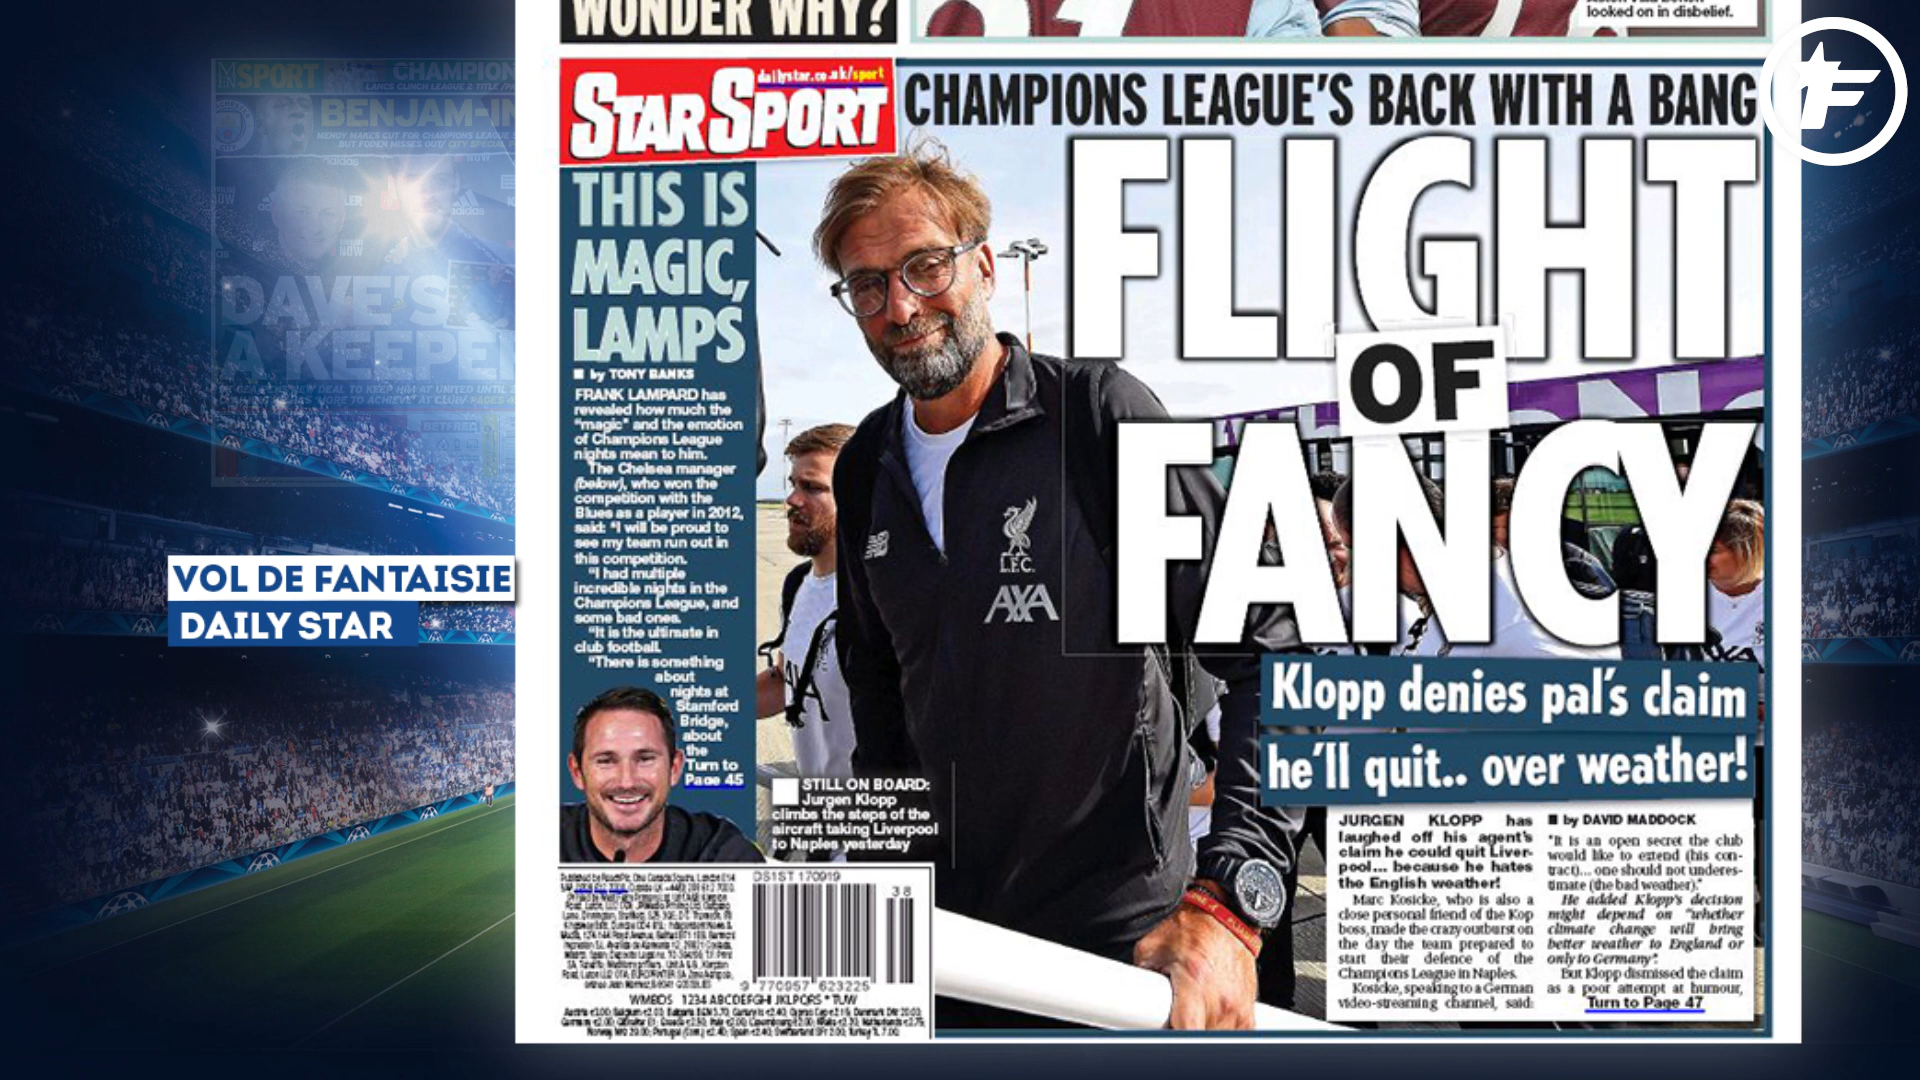 WONDER WHY?
looked on in disbelief.
STAR SPORT
dailystar.co.uk/sport
CHAMPIONS LEAGUE'S BACK WITH A BANG
FLIGHT
OF
FANCY
Klopp denies pal's claim
he'll quit.. over weather!
THIS IS
MAGIC,
LAMPS
by TONY BANKS
FRANK LAMPARD has
revealed how much the
"magic" and the emotion
of Champions League
nights mean to him.
The Chelsea manager
(below), who won the
competition with the
Blues as a player in 2012,
said: "I will be proud to
see my team run out in
this competition.
"I had multiple
incredible nights in the
Champions League, and
some bad ones.
"It is the ultimate in
club football.
"There is something
about
nights at
Stamford
Bridge,
about
the
Turn to
Page 45
STILL ON BOARD:
Jurgen Klopp
climbs the steps of the
aircraft taking Liverpool
to Naples yesterday
L.F.C.
AXA
JURGEN KLOPP has
laughed off his agent's
claim he could quit Liver-
pool... because he hates
the English weather!
Marc Kosicke, who is also a
close personal friend of the Kop
boss, made the crazy outburst on
the day the team prepared to
start their defence of the
Champions League in Naples.
Kosicke, speaking to a German
video-streaming channel, said:
by DAVID MADDOCK
"It is an open secret the club
would like to extend (his con-
tract)... one should not underes-
timate (the bad weather)."
He added Klopp's decision
might depend on "whether
climate change will bring
better weather to England or
only to Germany".
But Klopp dismissed the claim
as a poor attempt at humour,
Turn to Page 47
DS1ST 170919
38
9 770957 623225
VOL DE FANTAISIE
DAILY STAR
SPORT
CHAMPION
BENJAM-IN
DAVE'S
A KEEPER
F